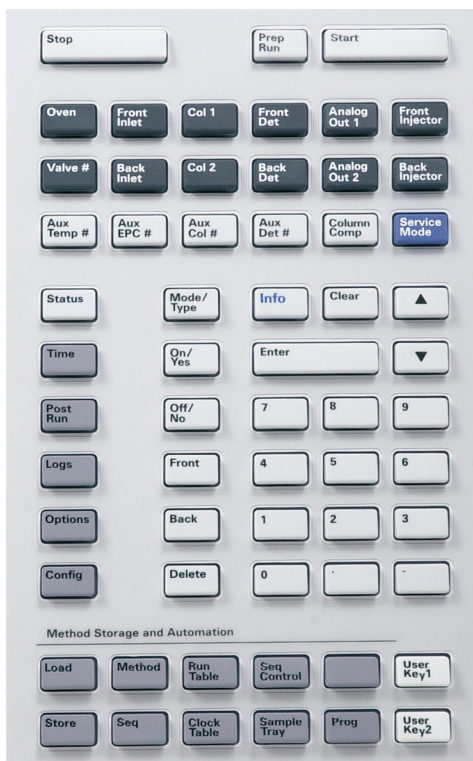 Stop
Prep
Run
Start
Oven
Front
Inlet
Col 1
Front
Det
Analog
Out 1
Front
Injector
Valve #
Back
Inlet
Col 2
Back
Det
Analog
Out 2
Back
Injector
Aux
Temp #
Aux
EPC #
Aux
Col #
Aux
Det #
Column
Comp
Service
Mode
Status
Mode/
Type
Info
Clear
▲
Time
On/
Yes
Enter
▼
Post
Run
Off/
No
7
8
9
Logs
Front
4
5
6
Options
Back
1
2
3
Config
Delete
0
.
-
Method Storage and Automation
Load
Method
Run
Table
Seq
Control
User
Key1
Store
Seq
Clock
Table
Sample
Tray
Prog
User
Key2